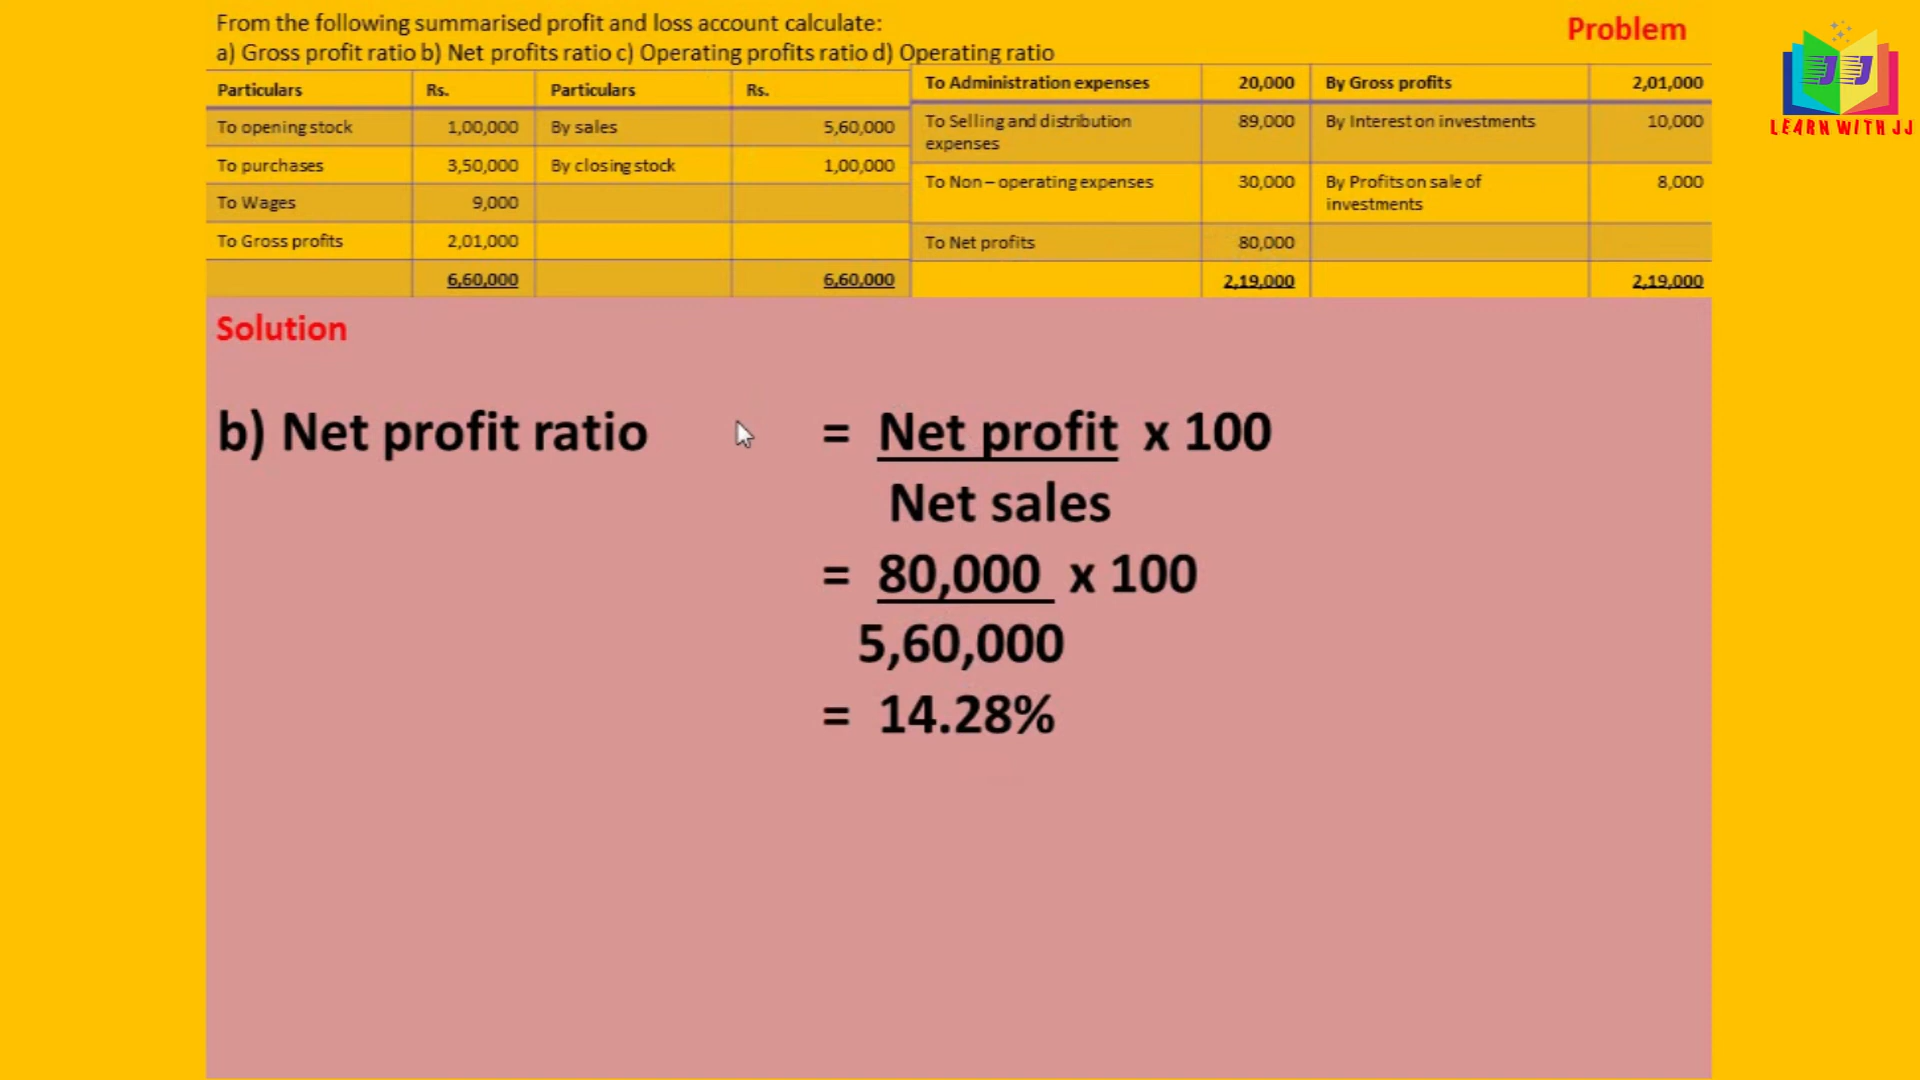 From the following summarised profit and loss account calculate:
a) Gross profit ratio b) Net profits ratio c) Operating profits ratio d) Operating ratio
Problem
LEARN WITH JJ
Particulars Rs. Particulars Rs.
To opening stock 1,00,000 By sales 5,60,000
To purchases 3,50,000 By closing stock 1,00,000
To Wages 9,000
To Gross profits 2,01,000
6,60,000 6,60,000
To Administration expenses 20,000 By Gross profits 2,01,000
To Selling and distribution 89,000 By Interest on investments 10,000
expenses
To Non – operating expenses 30,000 By Profits on sale of 8,000
investments
To Net profits 80,000
2,19,000 2,19,000
Solution
b) Net profit ratio = Net profit x 100
Net sales
= 80,000 x 100
5,60,000
= 14.28%